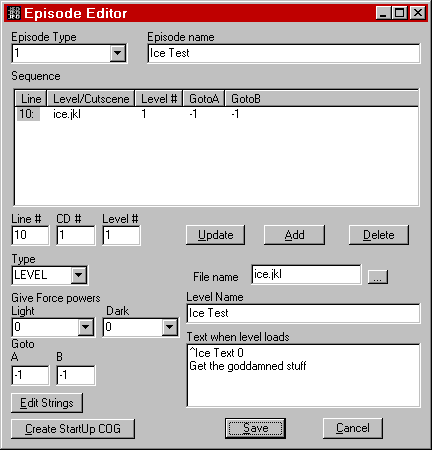 Episode Editor
Episode Type
Episode name
1
Ice Test
Sequence
Line Level/Cutscene Level # GotoA GotoB
10: ice.jkl 1 -1 -1
Line # CD # Level #
10 1 1
Update Add Delete
Type
LEVEL
File name ice.jkl ...
Give Force powers
Light Dark
0 0
Level Name
Ice Test
Goto
A B
-1 -1
Text when level loads
^Ice Text 0
Get the goddamned stuff
Edit Strings
Create StartUp COG
Save Cancel